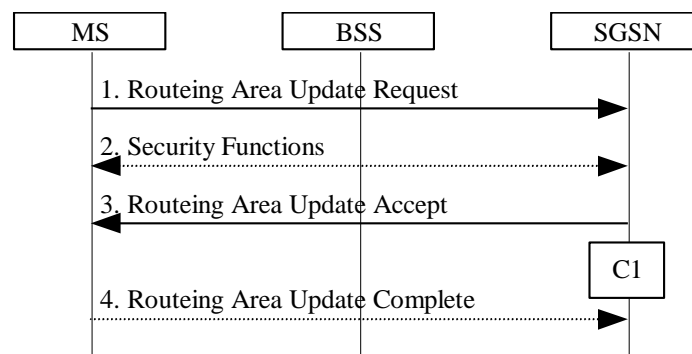 MS BSS SGSN
1. Routeing Area Update Request
2. Security Functions
3. Routeing Area Update Accept
C1
4. Routeing Area Update Complete